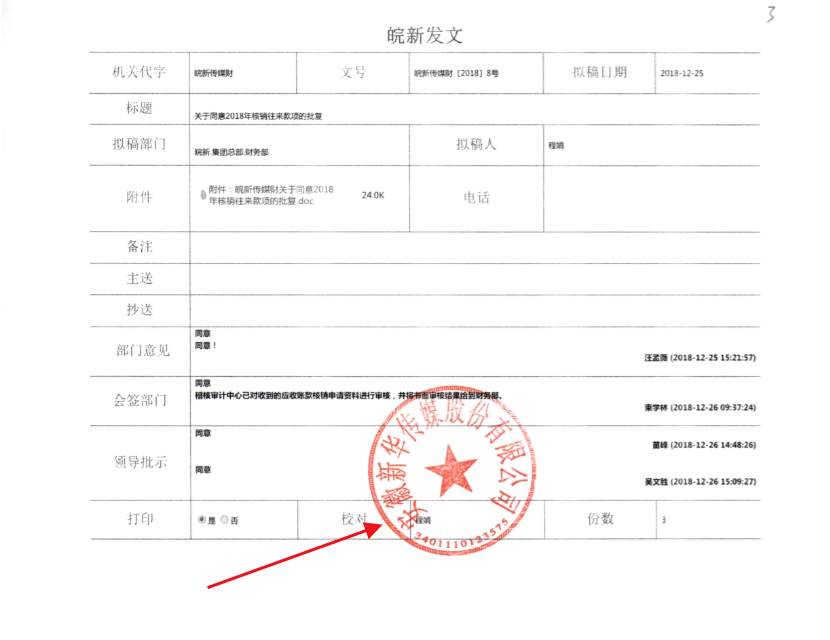 3
皖新发文
机关代字 皖新传媒财 文号 皖新传媒财〔2018〕8号 拟稿日期 2018-12-25
标题 关于同意2018年核销往来款项的批复
拟稿部门 皖新.集团总部.财务部 拟稿人 程娟
附件 附件：皖新传媒财关于同意2018 24.0K 电话
年核销往来款项的批复.doc
备注
主送
抄送
部门意见 同意
同意！
汪孟薇 (2018-12-25 15:21:57)
会签部门 同意
稽核审计中心已对收到的应收账款核销申请资料进行审核，并将书面审核结果给到财务部。
束学林 (2018-12-26 09:37:24)
领导批示 同意
苗峰 (2018-12-26 14:48:26)
同意
吴文胜 (2018-12-26 15:09:27)
打印 是 否 校对 程娟 份数 3
安徽新华传媒股份有限公司
3401110123575